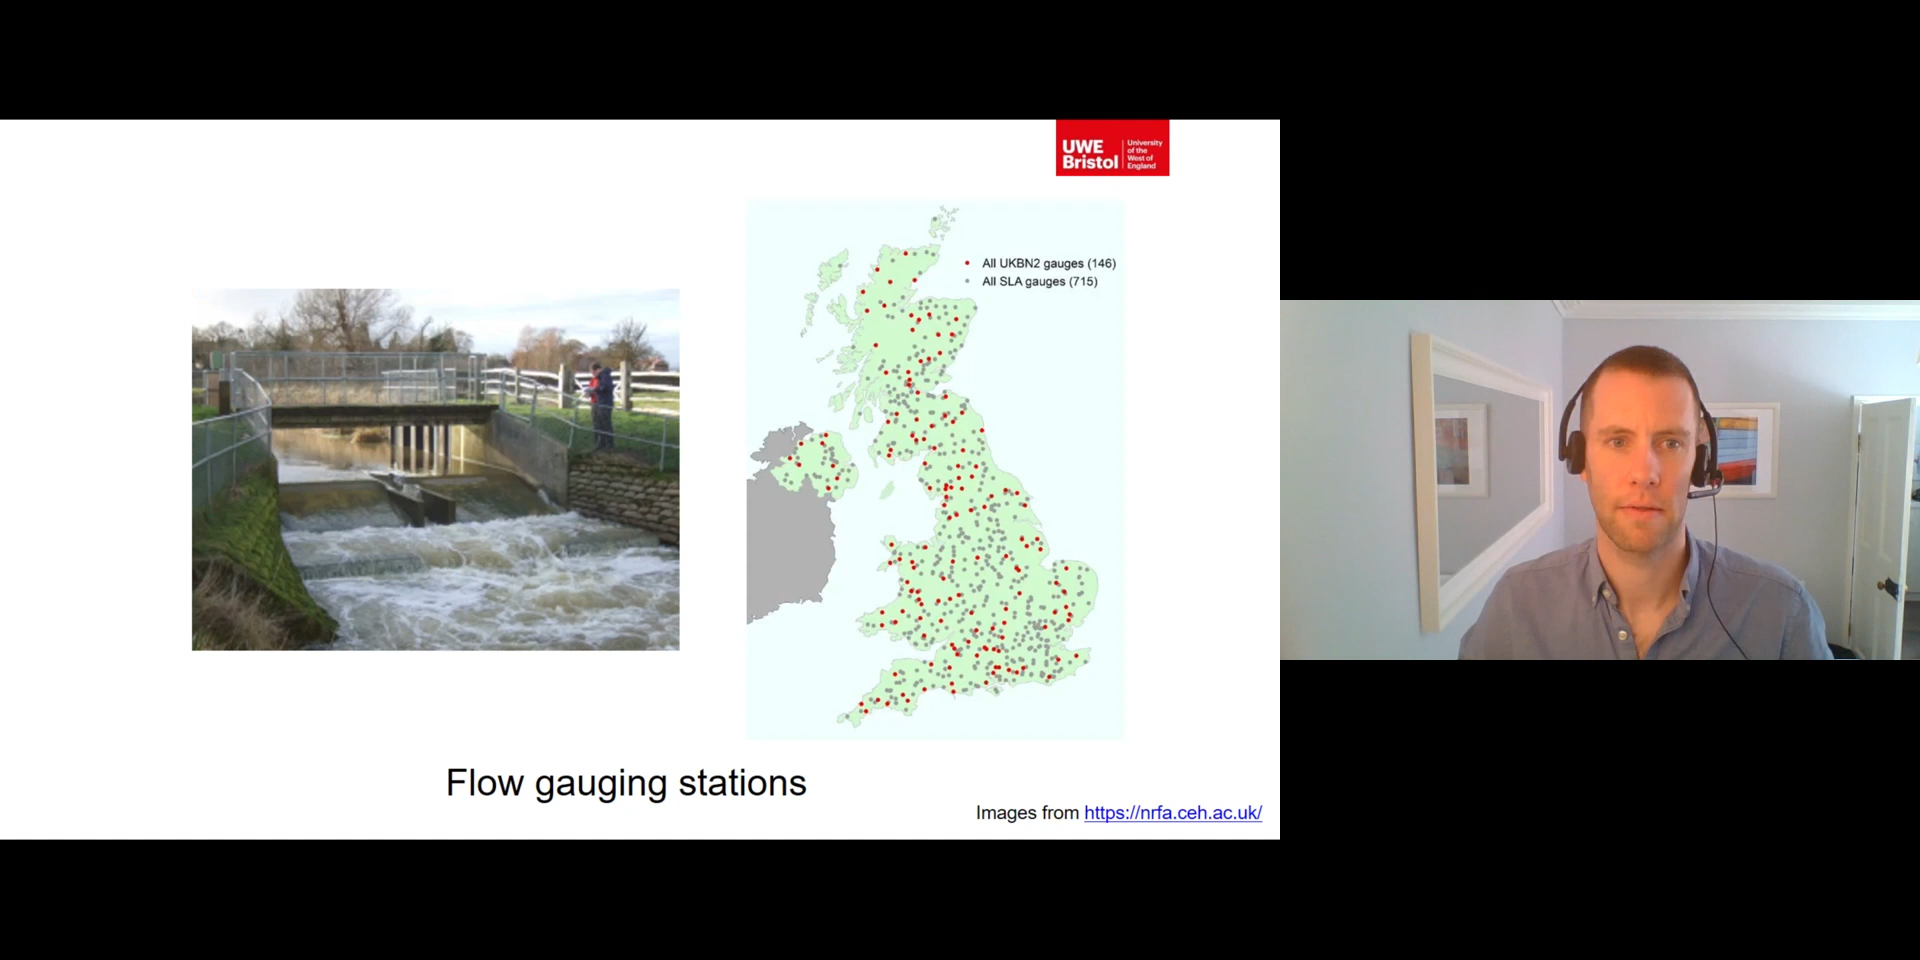 UWE
Bristol
University
of the
West of
England
All UKBN2 gauges (146)
All SLA gauges (715)
Flow gauging stations
Images from https://nrfa.ceh.ac.uk/